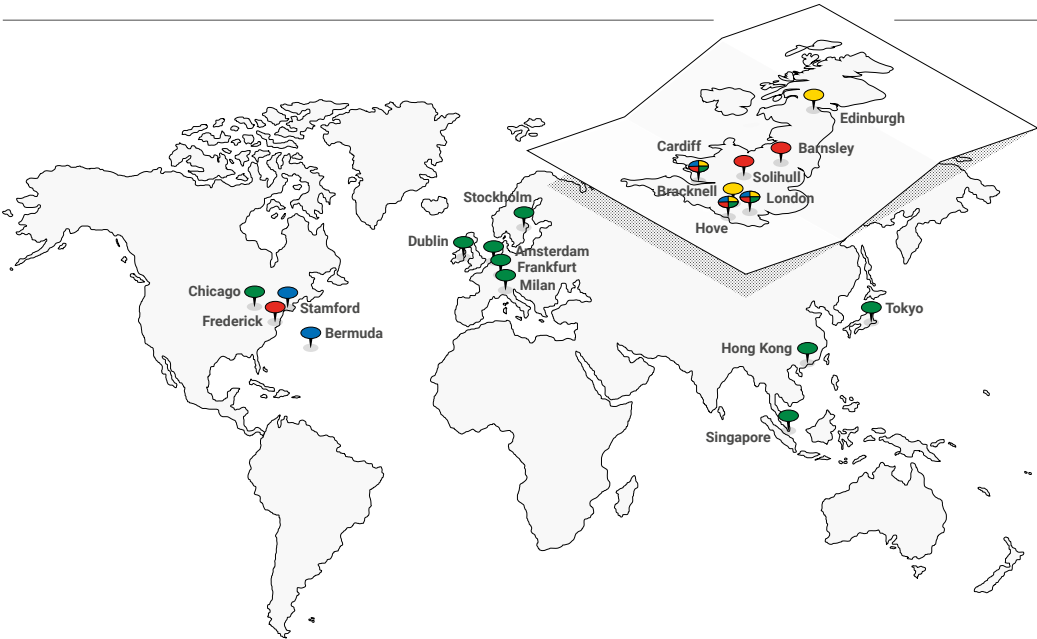 Edinburgh
Cardiff
Barnsley
Solihull
Bracknell
London
Hove
Stockholm
Dublin
Amsterdam
Frankfurt
Milan
Chicago
Stamford
Frederick
Bermuda
Tokyo
Hong Kong
Singapore